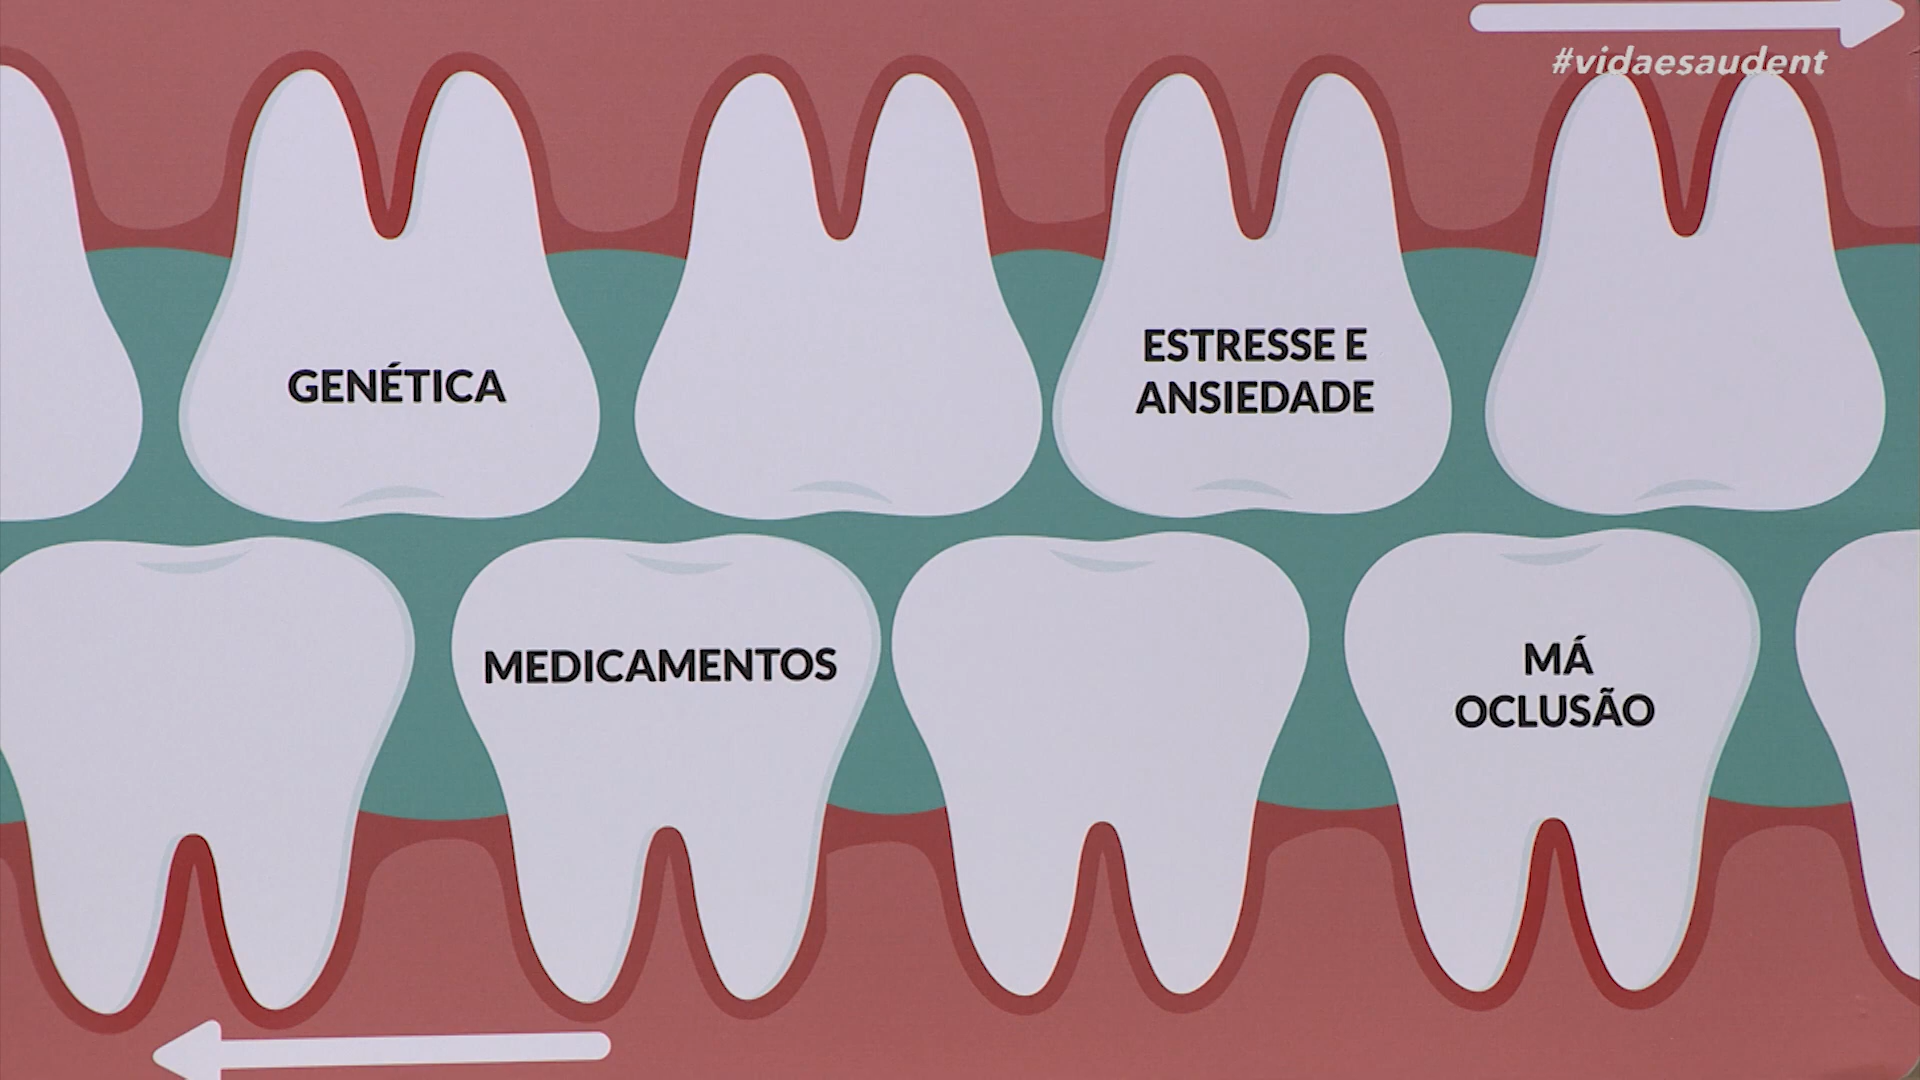 #vidaesaudent
GENÉTICA
ESTRESSE E
ANSIEDADE
MEDICAMENTOS
MÁ
OCLUSÃO